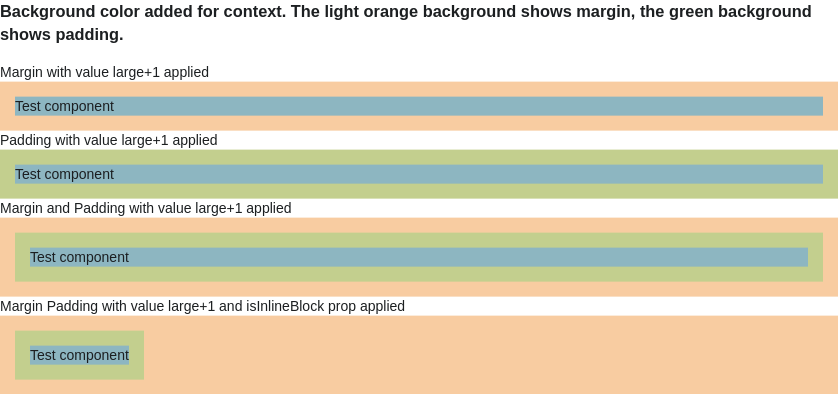 Background color added for context. The light orange background shows margin, the green background
shows padding.
Margin with value large+1 applied
Test component
Padding with value large+1 applied
Test component
Margin and Padding with value large+1 applied
Test component
Margin Padding with value large+1 and isInlineBlock prop applied
Test component